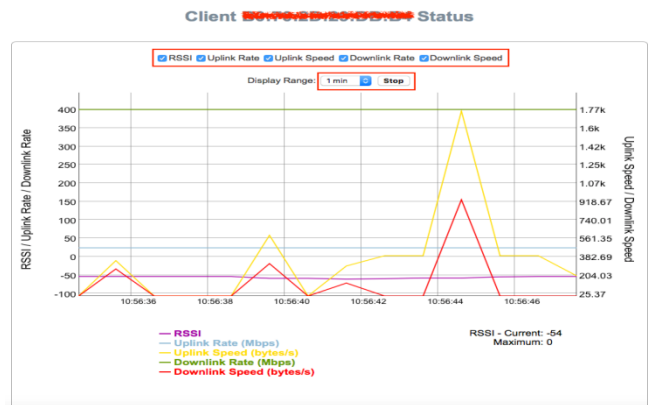 Client Status
RSSI Uplink Rate Uplink Speed Downlink Rate Downlink Speed
Display Range: 1 min Stop
RSSI / Uplink Rate / Downlink Rate
400
350
300
250
200
150
100
50
0
-50
-100
1.77k
1.6k
1.42k
1.25k
1.07k
918.67
740.01
561.35
382.69
204.03
25.37
Uplink Speed / Downlink Speed
10:56:36 10:56:38 10:56:40 10:56:42 10:56:44 10:56:46
RSSI
Uplink Rate (Mbps)
Uplink Speed (bytes/s)
Downlink Rate (Mbps)
Downlink Speed (bytes/s)
RSSI - Current: -54
Maximum: 0